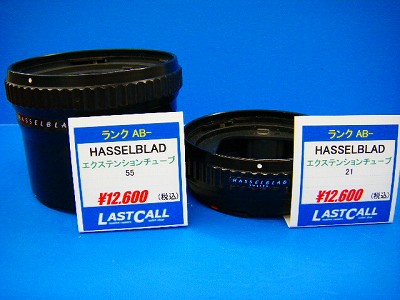 HASSELBLAD
ランク AB-
HASSELBLAD
エクステンションチューブ
55
¥12,600 (税込)
LASTCALL
HASSELBLAD
ランク AB-
HASSELBLAD
エクステンションチューブ
21
¥12,600 (税込)
LASTCALL